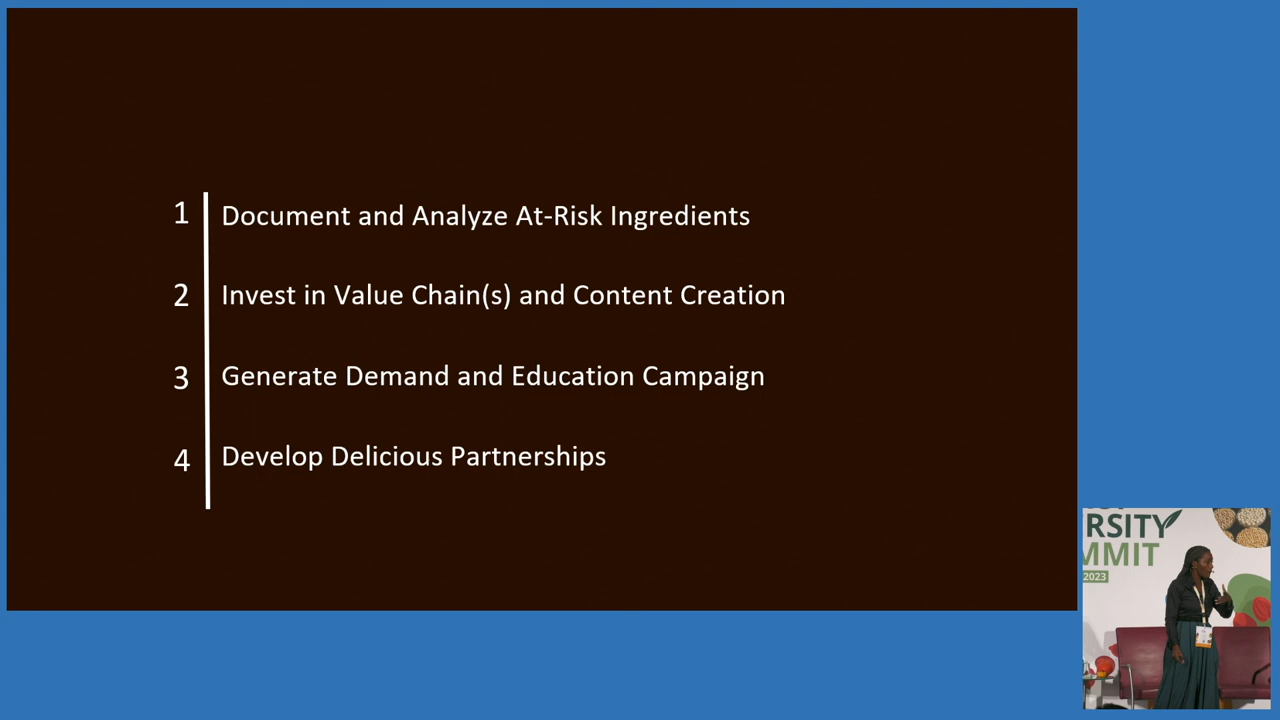 1 Document and Analyze At-Risk Ingredients
2 Invest in Value Chain(s) and Content Creation
3 Generate Demand and Education Campaign
4 Develop Delicious Partnerships
RSITY
MMIT
2023